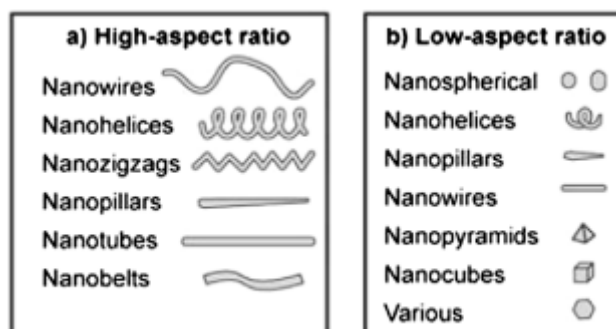 a) High-aspect ratio
Nanowires
Nanohelices
Nanozigzags
Nanopillars
Nanotubes
Nanobelts
b) Low-aspect ratio
Nanospherical
Nanohelices
Nanopillars
Nanowires
Nanopyramids
Nanocubes
Various